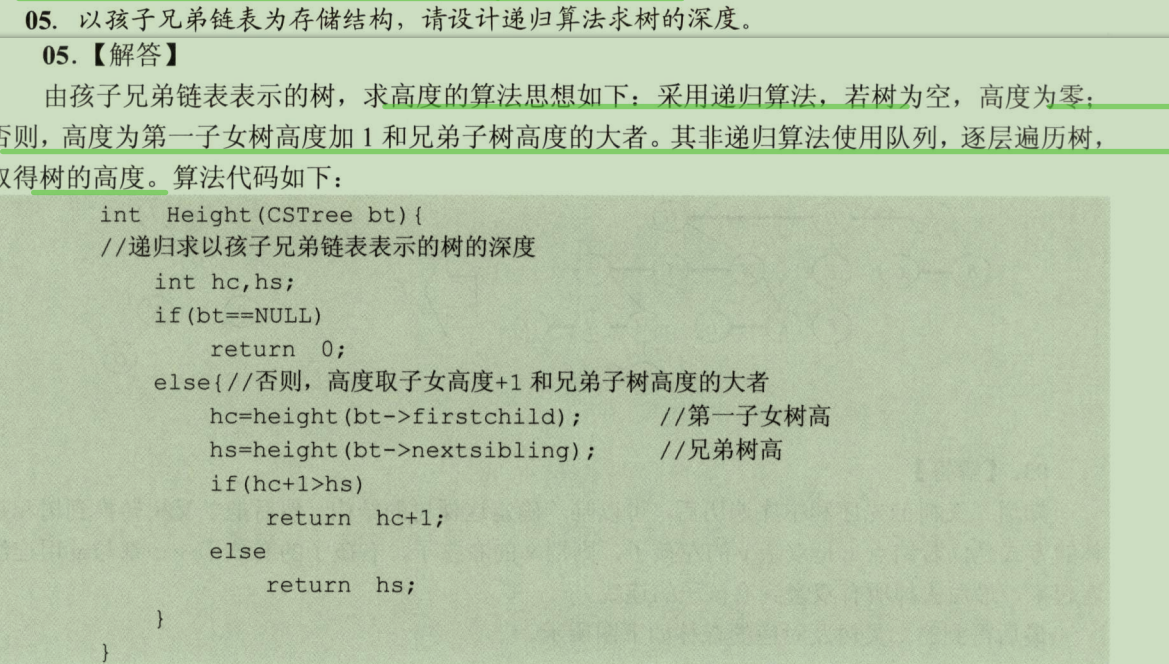 05. 以孩子兄弟链表为存储结构，请设计递归算法求树的深度。
05.【解答】
由孩子兄弟链表表示的树，求高度的算法思想如下：采用递归算法，若树为空，高度为零；
否则，高度为第一子女树高度加 1 和兄弟子树高度的大者。其非递归算法使用队列，逐层遍历树，
取得树的高度。算法代码如下：
int Height(CSTree bt){
//递归求以孩子兄弟链表表示的树的深度
int hc,hs;
if(bt==NULL)
return 0;
else{//否则，高度取子女高度+1 和兄弟子树高度的大者
hc=height(bt->firstchild); //第一子女树高
hs=height(bt->nextsibling); //兄弟树高
if(hc+1>hs)
return hc+1;
else
return hs;
}
}